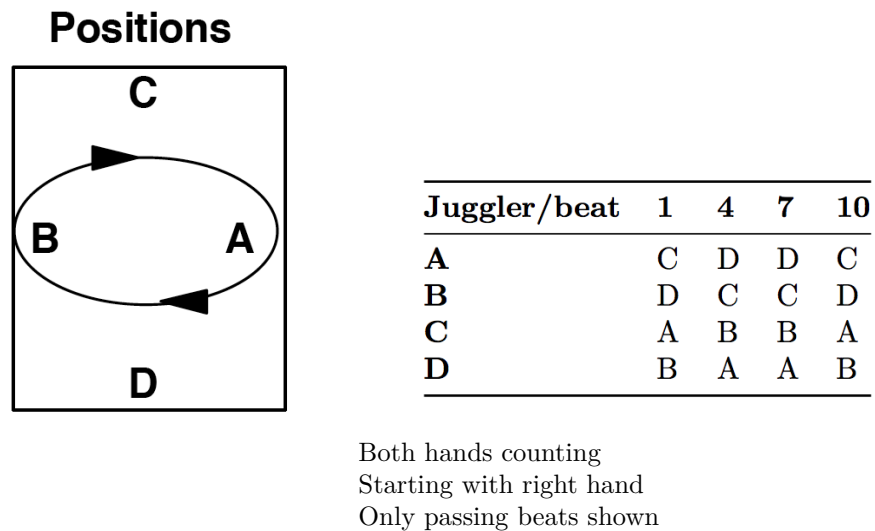 Positions
C
B A
D
Juggler/beat 1 4 7 10
A C D D C
B D C C D
C A B B A
D B A A B
Both hands counting
Starting with right hand
Only passing beats shown